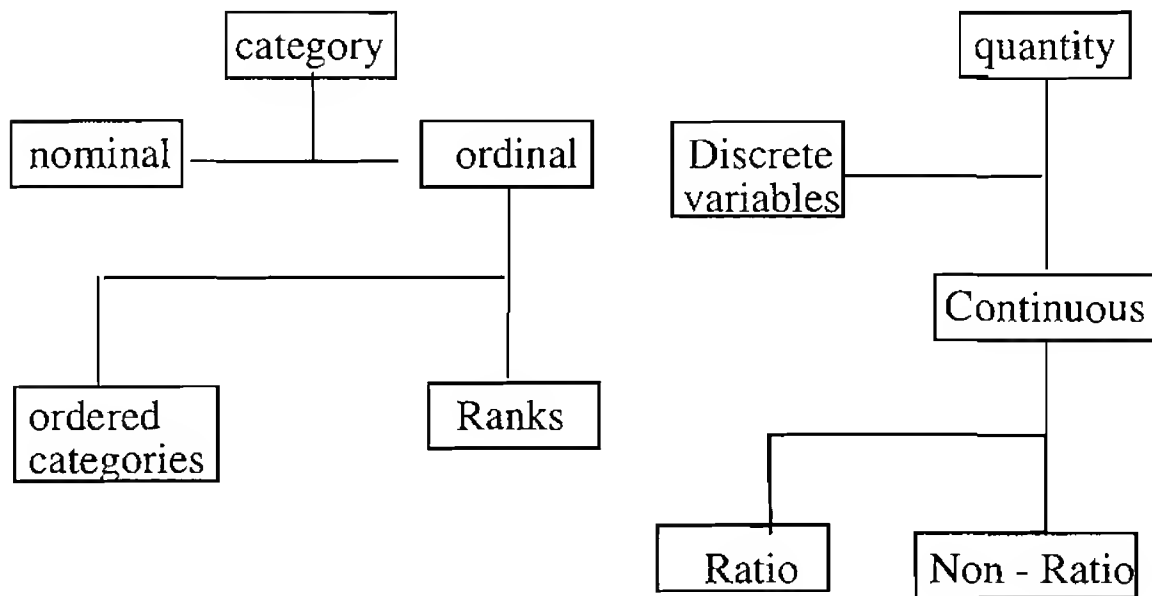 category
quantity
nominal
ordinal
Discrete
variables
Continuous
ordered
categories
Ranks
Ratio
Non - Ratio